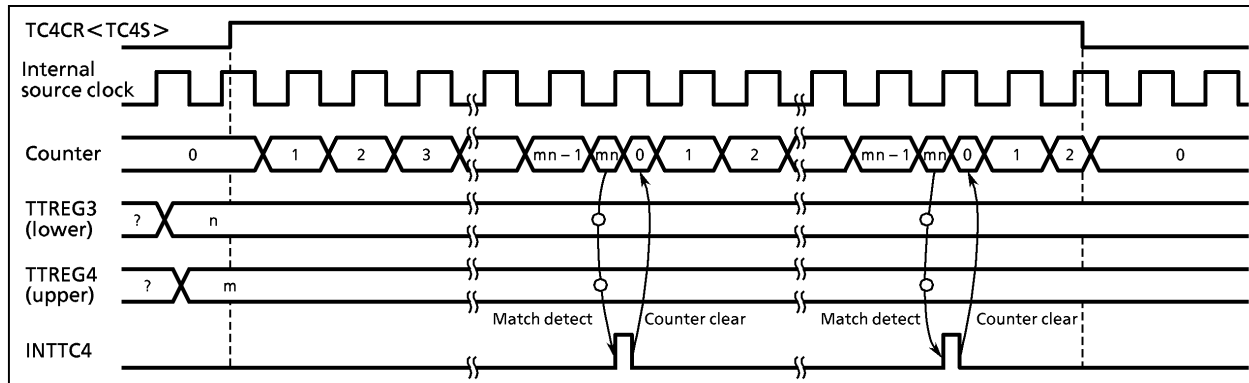 TC4CR<TC4S>
Internal
source clock
Counter 0 1 2 3 mn – 1 mn 0 1 2 mn – 1 mn 0 1 2 0
TTREG3
(lower) ? n
TTREG4
(upper) ? m
Match detect Counter clear Match detect Counter clear
INTTC4